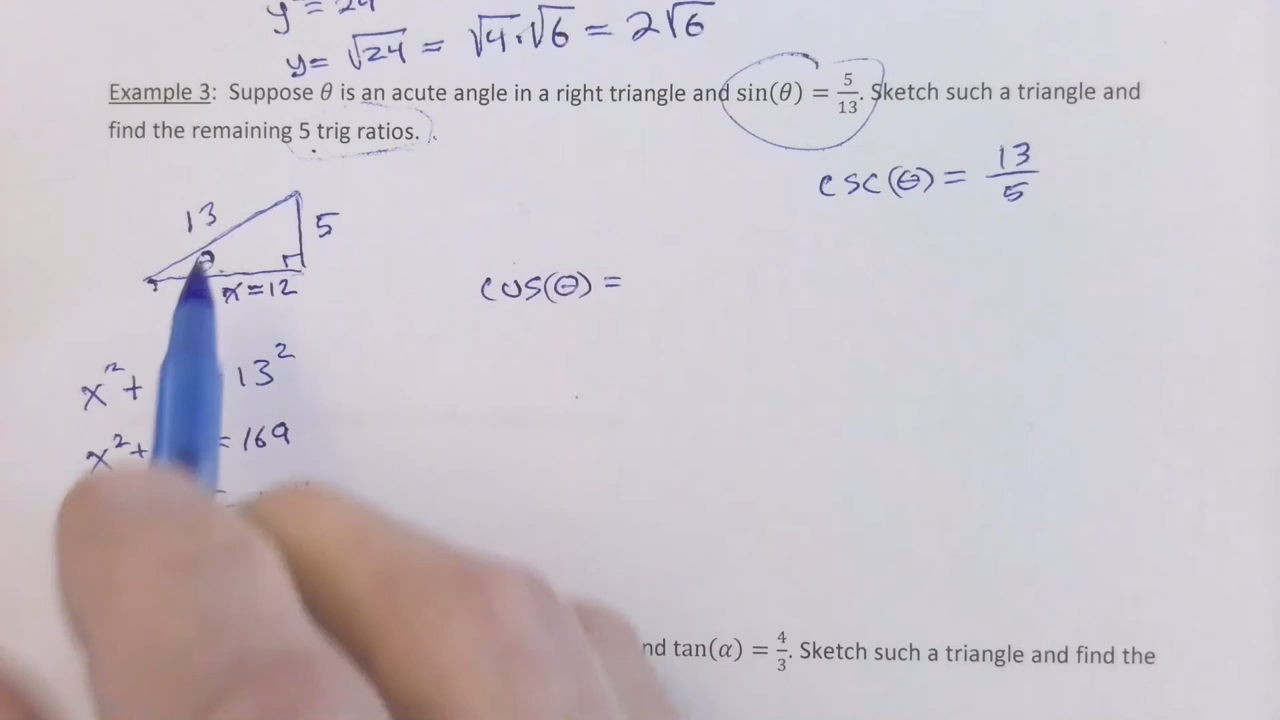 y = 24
y = √24 = √4·√6 = 2√6
Example 3: Suppose θ is an acute angle in a right triangle and sin(θ) = 5/13. Sketch such a triangle and
find the remaining 5 trig ratios.
csc(θ) = 13/5
13
5
θ
x = 12
cos(θ) =
x² + 13²
x² + = 169
nd tan(α) = 4/3. Sketch such a triangle and find the